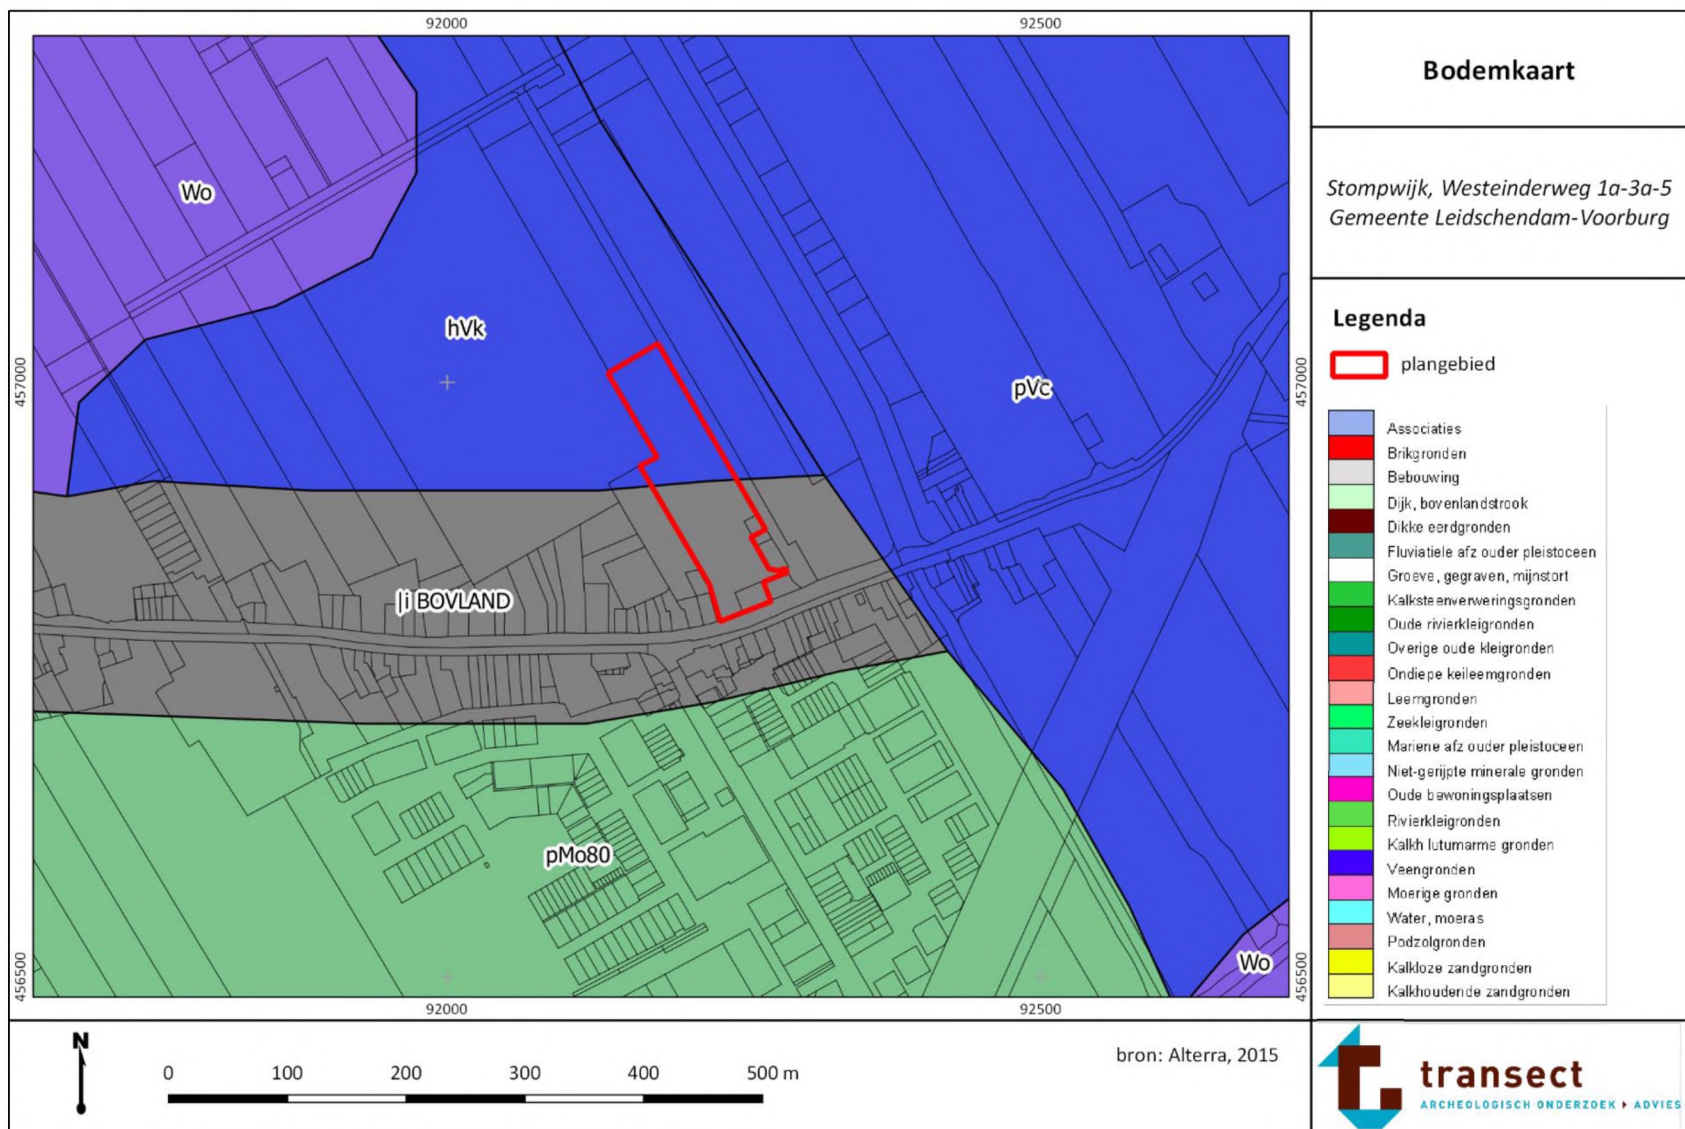 92000
92500
Wo
hVk
pVc
|i BOVLAND
pMo80
Wo
457000
456500
457000
456500
92000
92500
N
0
100
200
300
400
500 m
bron: Alterra, 2015
Bodemkaart
Stompwijk, Westeinderweg 1a-3a-5
Gemeente Leidschendam-Voorburg
Legenda
plangebied
Associaties
Brikgronden
Bebouwing
Dijk, bovenlandstrook
Dikke eerdgronden
Fluviatiele afz ouder pleistoceen
Groeve, gegraven, mijnstort
Kalksteenverweringsgronden
Oude rivierkleigronden
Overige oude kleigronden
Ondiepe keileemgronden
Leemgronden
Zeekleigronden
Mariene afz ouder pleistoceen
Niet-gerijpte minerale gronden
Oude bewoningsplaatsen
Rivierkleigronden
Kalkh lutumarme gronden
Veengronden
Moerige gronden
Water, moeras
Podzolgronden
Kalkloze zandgronden
Kalkhoudende zandgronden
transect
ARCHEOLOGISCH ONDERZOEK ▸ ADVIES